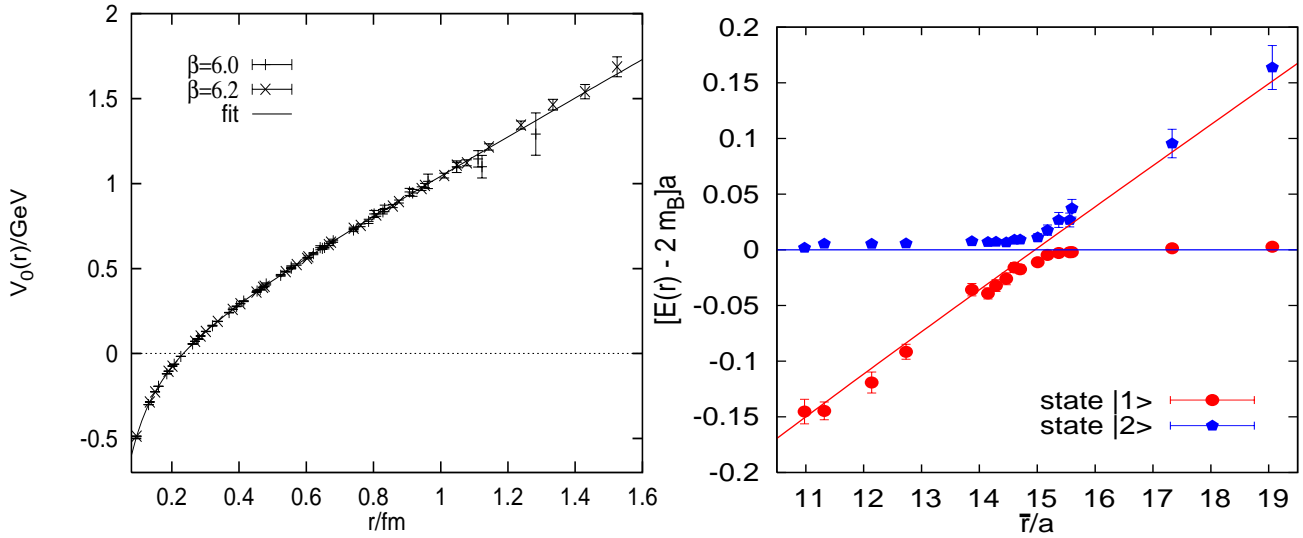 2
1.5
1
0.5
0
-0.5
0.2 0.4 0.6 0.8 1 1.2 1.4 1.6
V₀(r)/GeV
r/fm
β=6.0
β=6.2
fit
0.2
0.15
0.1
0.05
0
-0.05
-0.1
-0.15
-0.2
11 12 13 14 15 16 17 18 19
[E(r) - 2 m_B]a
r̅/a
state |1>
state |2>